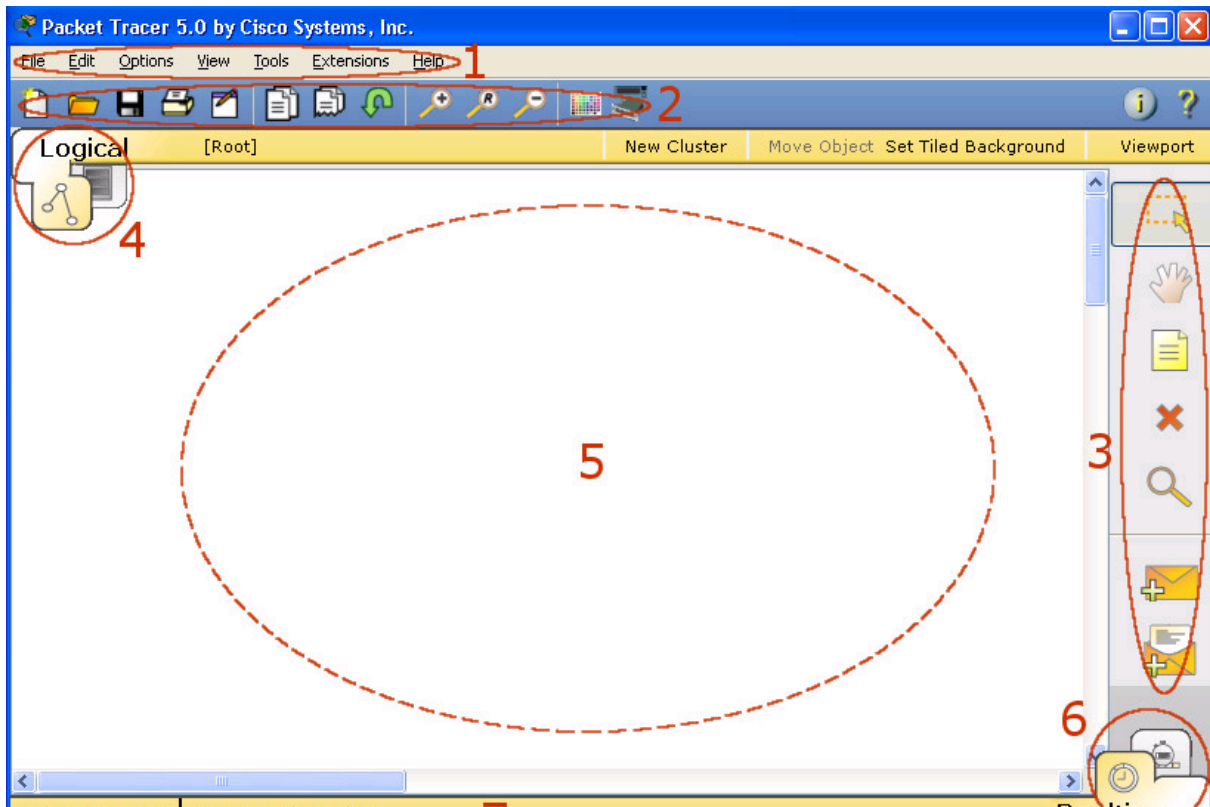 Packet Tracer 5.0 by Cisco Systems, Inc.
File Edit Options View Tools Extensions Help 1
R 2
i ?
Logical [Root] New Cluster Move Object Set Tiled Background Viewport
4
5
3
6